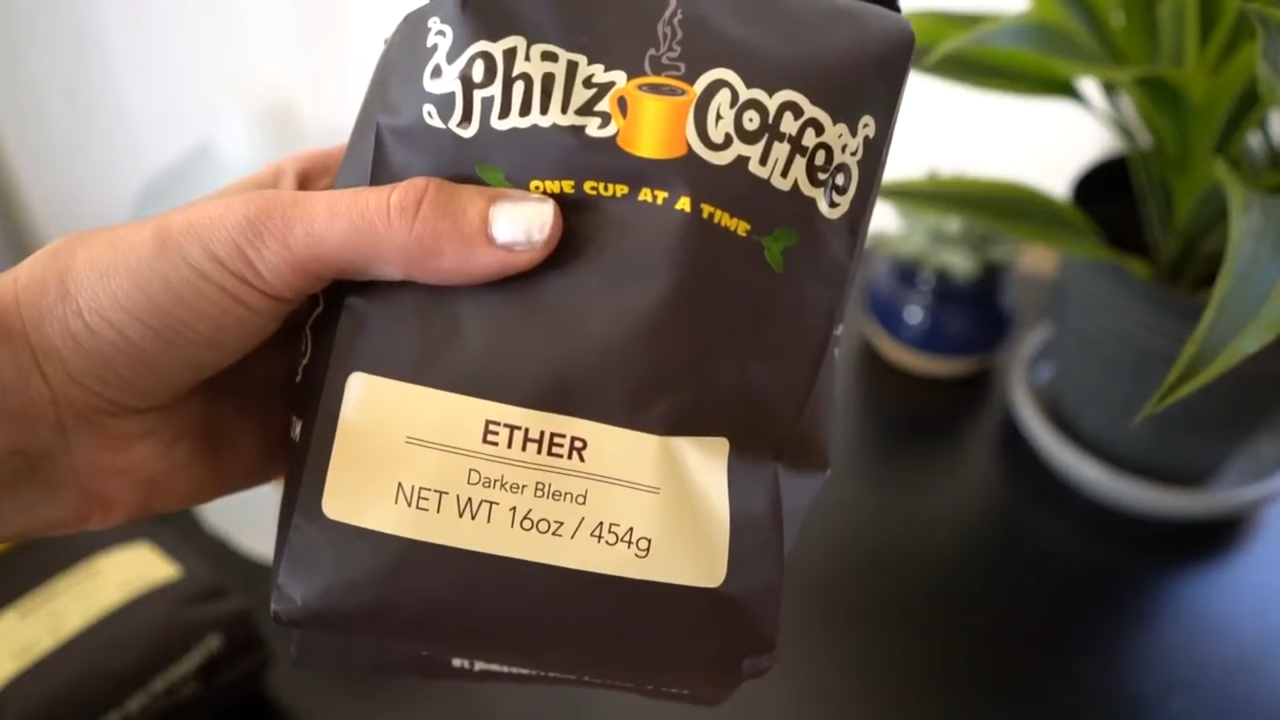 Philz Coffee
ONE CUP AT A TIME
ETHER
Darker Blend
NET WT 16oz / 454g